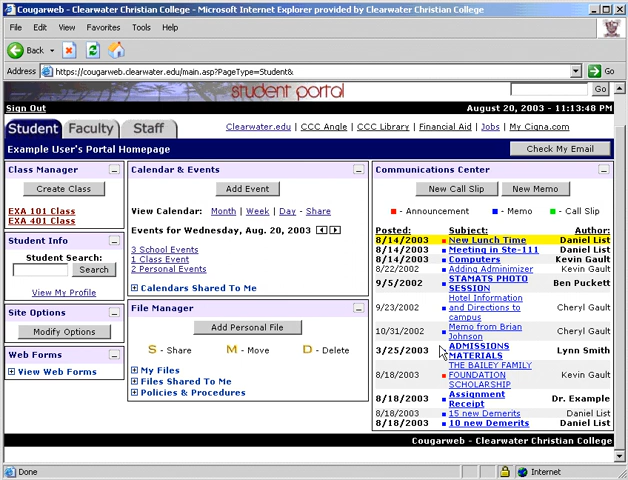 Cougarweb - Clearwater Christian College - Microsoft Internet Explorer provided by Clearwater Christian College
File Edit View Favorites Tools Help
Back
Address https://cougarweb.clearwater.edu/main.asp?PageType=Student& Go
student portal Go
Sign Out August 20, 2003 - 11:13:48 PM
Student Faculty Staff Clearwater.edu | CCC Angle | CCC Library | Financial Aid | Jobs | My Cigna.com
Example User's Portal Homepage Check My Email
Class Manager
Create Class
EXA 101 Class
EXA 401 Class
Student Info
Student Search:
Search
View My Profile
Site Options
Modify Options
Web Forms
View Web Forms
Calendar & Events
Add Event
View Calendar: Month | Week | Day - Share
Events for Wednesday, Aug. 20, 2003
3 School Events
1 Class Event
2 Personal Events
Calendars Shared To Me
File Manager
Add Personal File
S - Share M - Move D - Delete
My Files
Files Shared To Me
Policies & Procedures
Communications Center
New Call Slip New Memo
- Announcement - Memo - Call Slip
Posted: Subject: Author:
8/14/2003 New Lunch Time Daniel List
8/14/2003 Meeting in Ste-111 Daniel List
8/14/2003 Computers Kevin Gault
8/22/2002 Adding Adminimizer Kevin Gault
9/5/2002 STAMATS PHOTO SESSION Ben Puckett
9/23/2002 Hotel Information and Directions to campus Cheryl Gault
10/31/2002 Memo from Brian Johnson Cheryl Gault
3/25/2003 ADMISSIONS MATERIALS Lynn Smith
8/18/2003 THE BAILEY FAMILY FOUNDATION SCHOLARSHIP Kevin Gault
8/18/2003 Assignment Receipt Dr. Example
8/18/2003 15 new Demerits Daniel List
8/18/2003 10 new Demerits Daniel List
Cougarweb - Clearwater Christian College
Done Internet